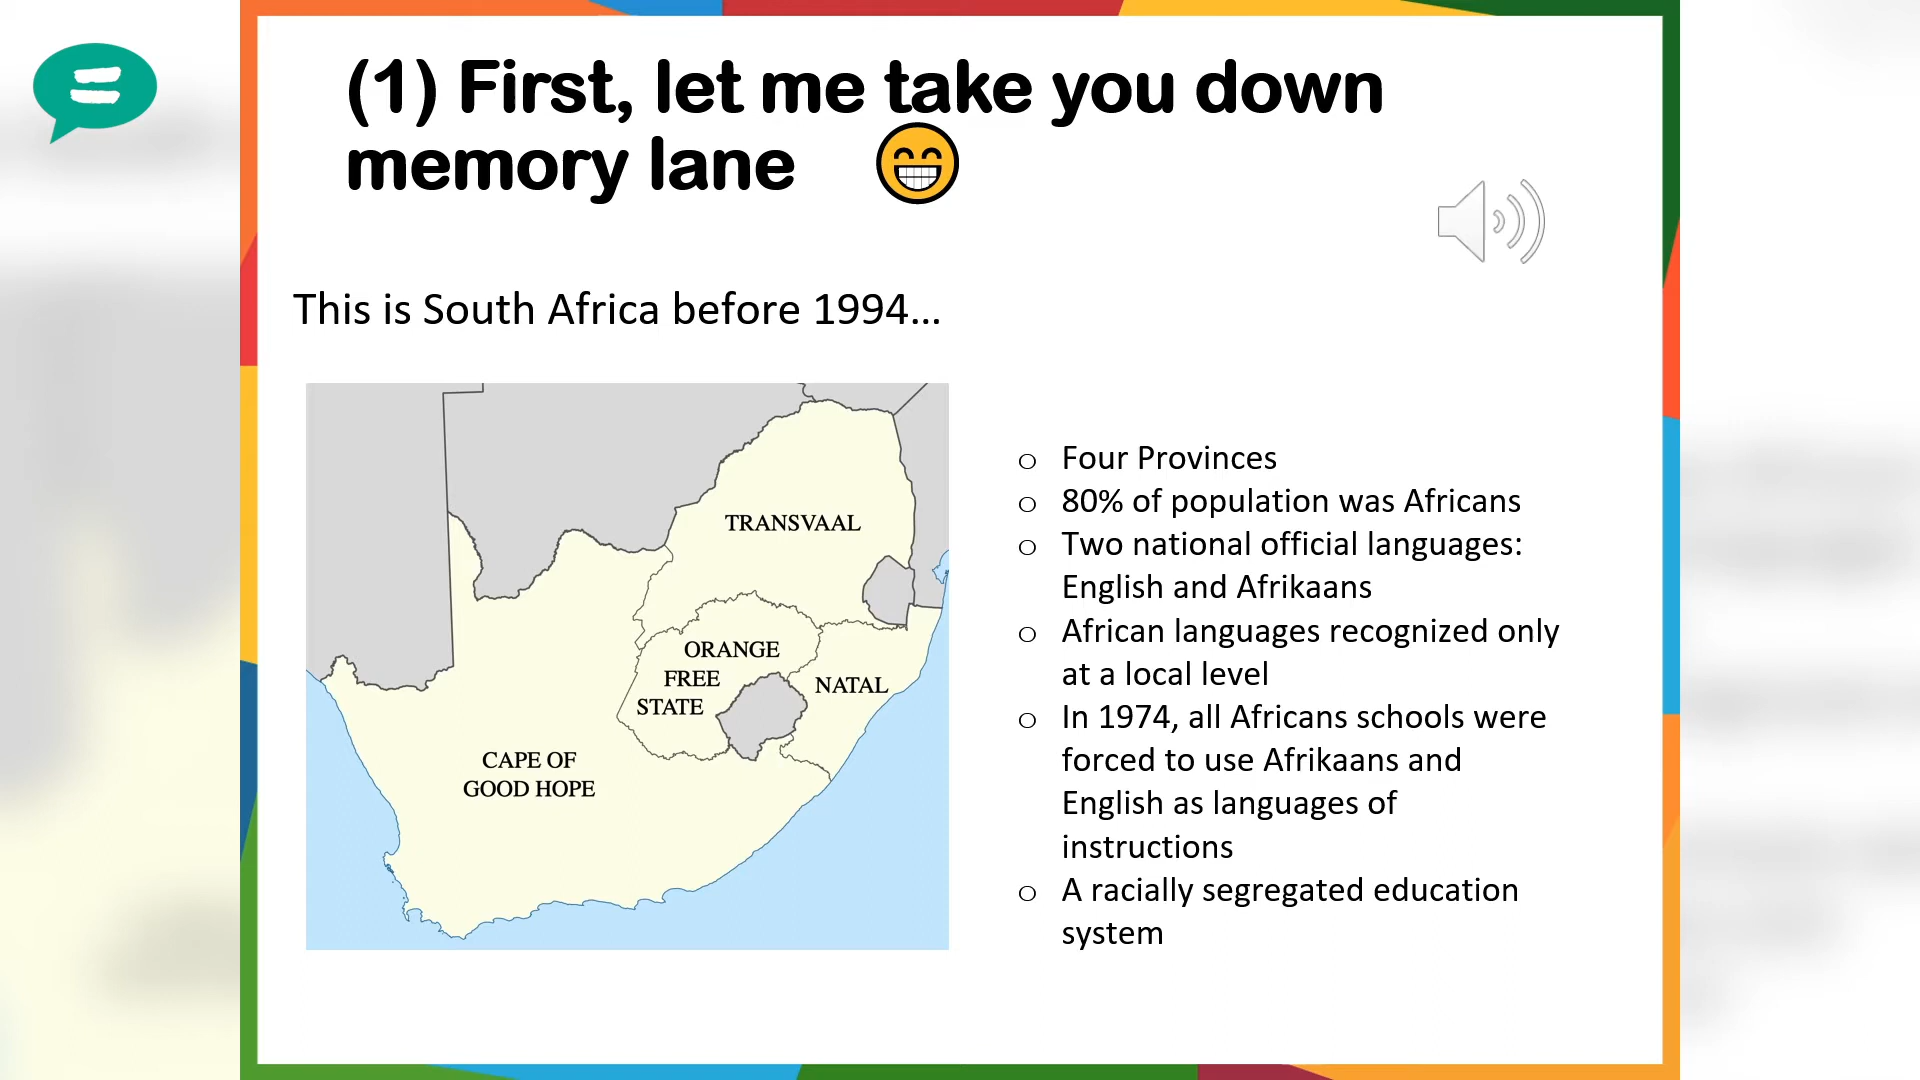 (1) First, let me take you down
memory lane
This is South Africa before 1994...
TRANSVAAL
ORANGE
FREE
STATE
NATAL
CAPE OF
GOOD HOPE
o Four Provinces
o 80% of population was Africans
o Two national official languages:
English and Afrikaans
o African languages recognized only
at a local level
o In 1974, all Africans schools were
forced to use Afrikaans and
English as languages of
instructions
o A racially segregated education
system